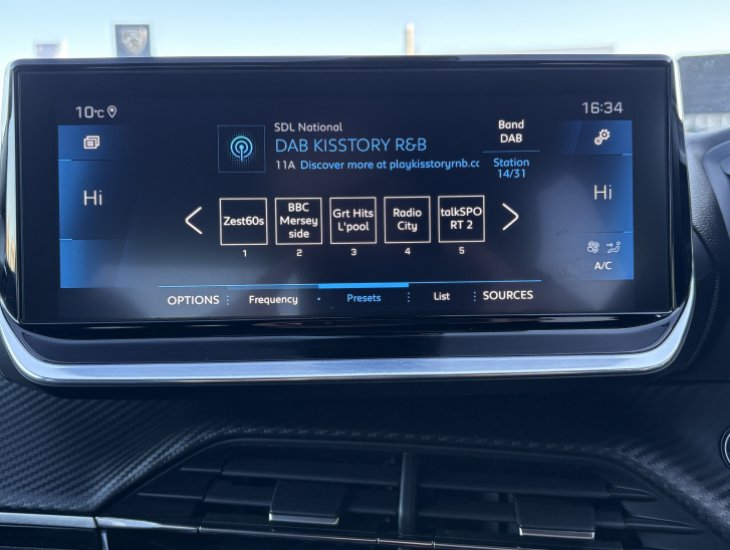 10°C
16:34
SDL National
DAB KISSTORY R&B
11A Discover more at playkisstoryrnb.cc
Band
DAB
Station
14/31
Hi
Hi
Zest60s
BBC
Mersey
side
Grt Hits
L'pool
Radio
City
talkSPO
RT 2
1
2
3
4
5
A/C
OPTIONS
Frequency
Presets
List
SOURCES